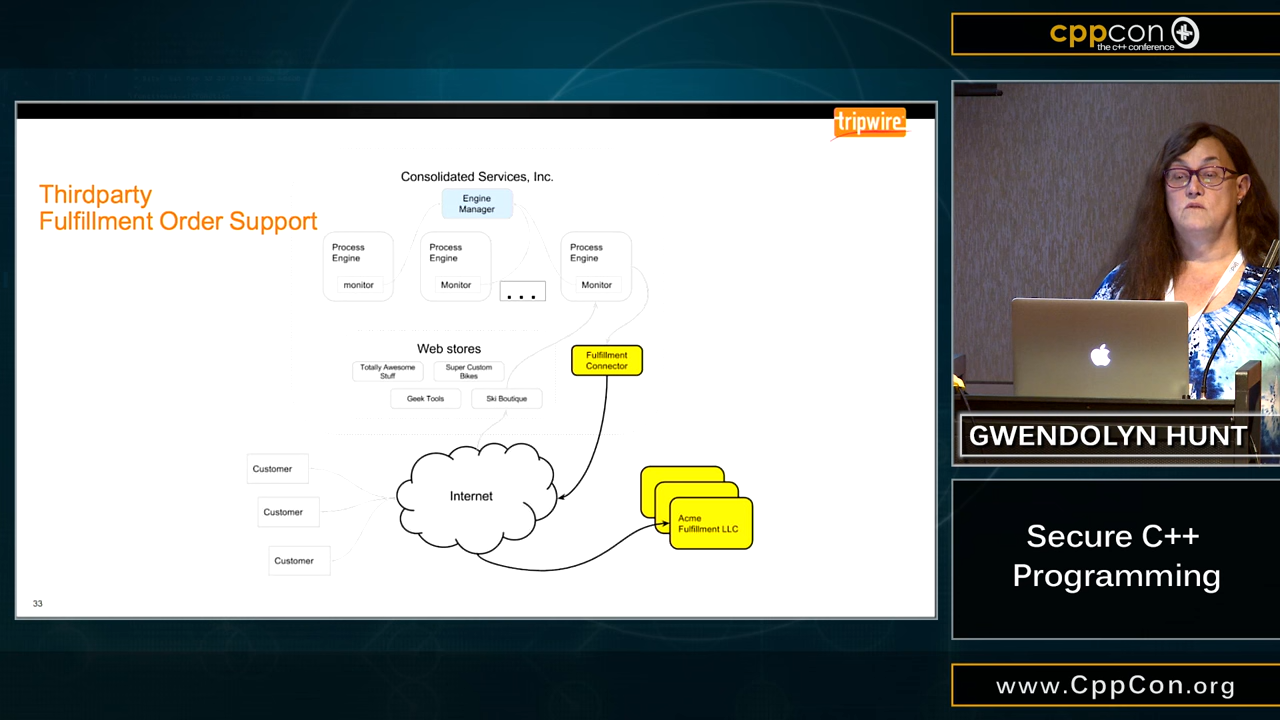 cppcon
the c++ conference
tripwire
Thirdparty
Fulfillment Order Support
Consolidated Services, Inc.
Engine
Manager
Process
Engine
monitor
Process
Engine
Monitor
. . .
Process
Engine
Monitor
Web stores
Totally Awesome
Stuff
Super Custom
Bikes
Geek Tools
Ski Boutique
Fulfillment
Connector
Customer
Customer
Customer
Internet
Acme
Fulfillment LLC
33
GWENDOLYN HUNT
Secure C++
Programming
www.CppCon.org